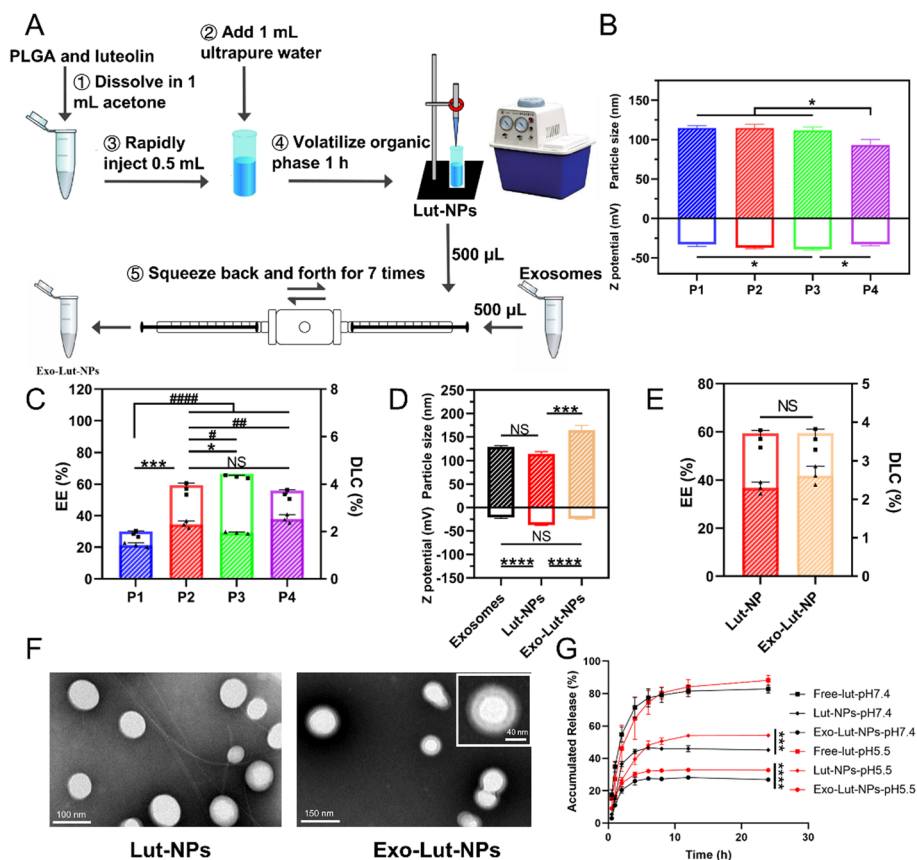 A
PLGA and luteolin
① Dissolve in 1
mL acetone
② Add 1 mL
ultrapure water
③ Rapidly
inject 0.5 mL
④ Volatilize organic
phase 1 h
Lut-NPs
500 µL
⑤ Squeeze back and forth for 7 times
Exosomes
500 µL
Exo-Lut-NPs
B
Particle size (nm)
Z potential (mV)
150
100
50
0
-50
*
*
*
P1
P2
P3
P4
C
EE (%)
120
100
80
60
40
20
0
####
##
#
*
***
NS
8
6
4
2
0
DLC (%)
P1
P2
P3
P4
D
Particle size (nm)
Z potential (mV)
250
200
150
100
50
0
-50
-100
-150
NS
***
NS
****
****
Exosomes
Lut-NPs
Exo-Lut-NPs
E
EE (%)
80
60
40
20
0
NS
5
4
3
2
1
0
DLC (%)
Lut-NP
Exo-Lut-NP
F
100 nm
Lut-NPs
150 nm
40 nm
Exo-Lut-NPs
G
Accumulated Release (%)
100
80
60
40
20
0
0
10
20
30
Time (h)
Free-lut-pH7.4
Lut-NPs-pH7.4
Exo-Lut-NPs-pH7.4
Free-lut-pH5.5
Lut-NPs-pH5.5
Exo-Lut-NPs-pH5.5
***
****